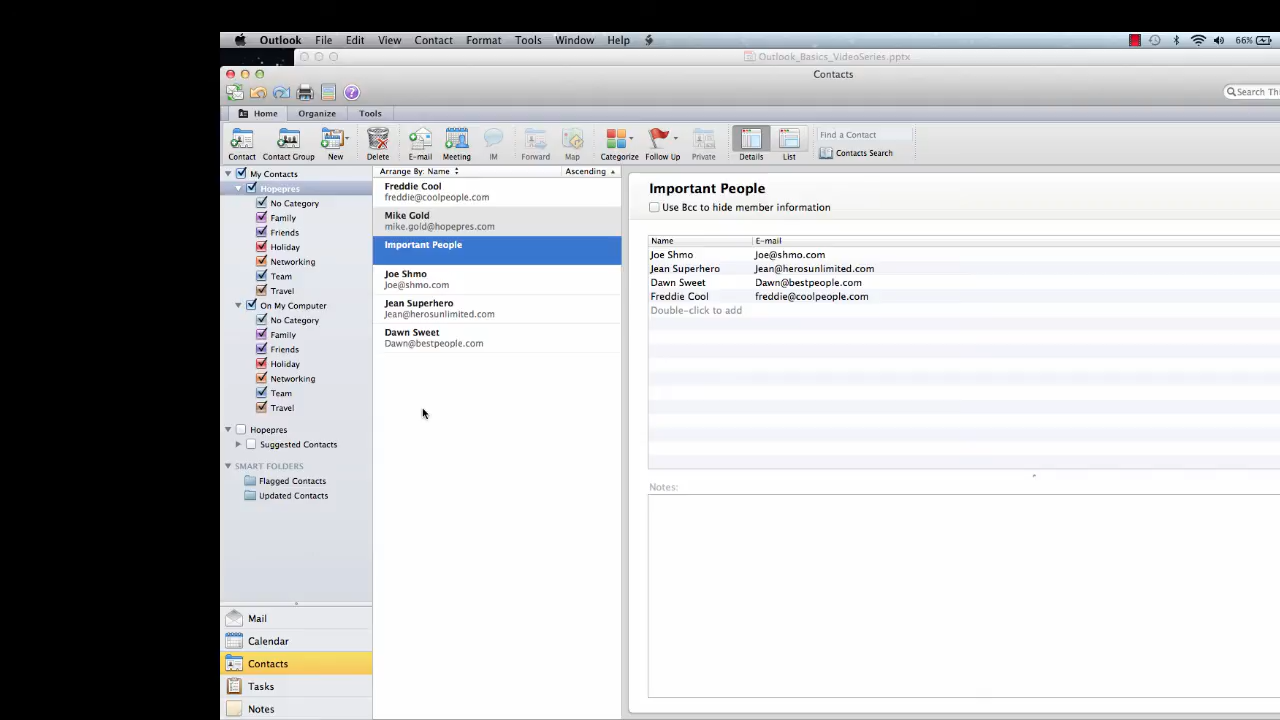 Outlook File Edit View Contact Format Tools Window Help 66%
Outlook_Basics_VideoSeries.pptx
Contacts
Search Thi
Home Organize Tools
Contact Contact Group New Delete E-mail Meeting IM Forward Map Categorize Follow Up Private Details List
Find a Contact
Contacts Search
My Contacts
Hopepres
No Category
Family
Friends
Holiday
Networking
Team
Travel
On My Computer
No Category
Family
Friends
Holiday
Networking
Team
Travel
Hopepres
Suggested Contacts
SMART FOLDERS
Flagged Contacts
Updated Contacts
Mail
Calendar
Contacts
Tasks
Notes
Arrange By: Name Ascending
Freddie Cool
freddie@coolpeople.com
Mike Gold
mike.gold@hopepres.com
Important People
Joe Shmo
Joe@shmo.com
Jean Superhero
Jean@herosunlimited.com
Dawn Sweet
Dawn@bestpeople.com
Important People
Use Bcc to hide member information
Name E-mail
Joe Shmo Joe@shmo.com
Jean Superhero Jean@herosunlimited.com
Dawn Sweet Dawn@bestpeople.com
Freddie Cool freddie@coolpeople.com
Double-click to add
Notes: